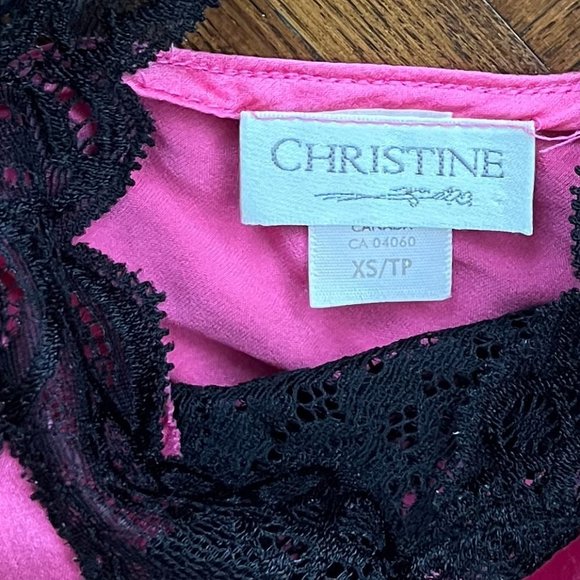 CHRISTINE
CANADA
CA 04060
XS/TP